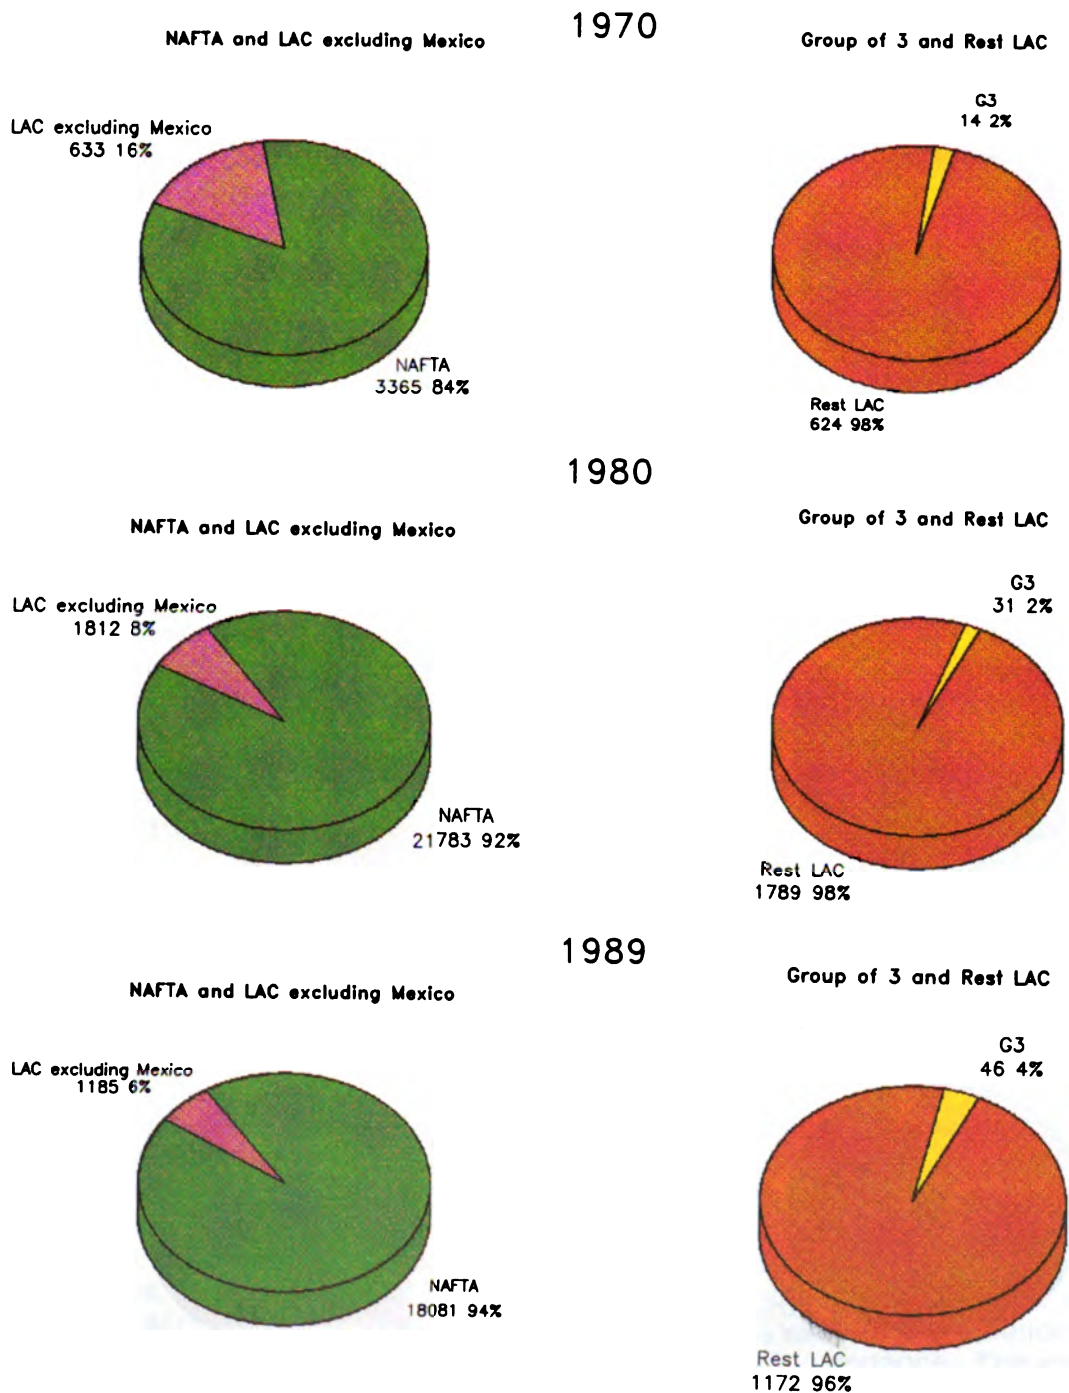 1970
NAFTA and LAC excluding Mexico
LAC excluding Mexico
633 16%
NAFTA
3365 84%
Group of 3 and Rest LAC
G3
14 2%
Rest LAC
624 98%
1980
NAFTA and LAC excluding Mexico
LAC excluding Mexico
1812 8%
NAFTA
21783 92%
Group of 3 and Rest LAC
G3
31 2%
Rest LAC
1789 98%
1989
NAFTA and LAC excluding Mexico
LAC excluding Mexico
1185 6%
NAFTA
18081 94%
Group of 3 and Rest LAC
G3
46 4%
Rest LAC
1172 96%